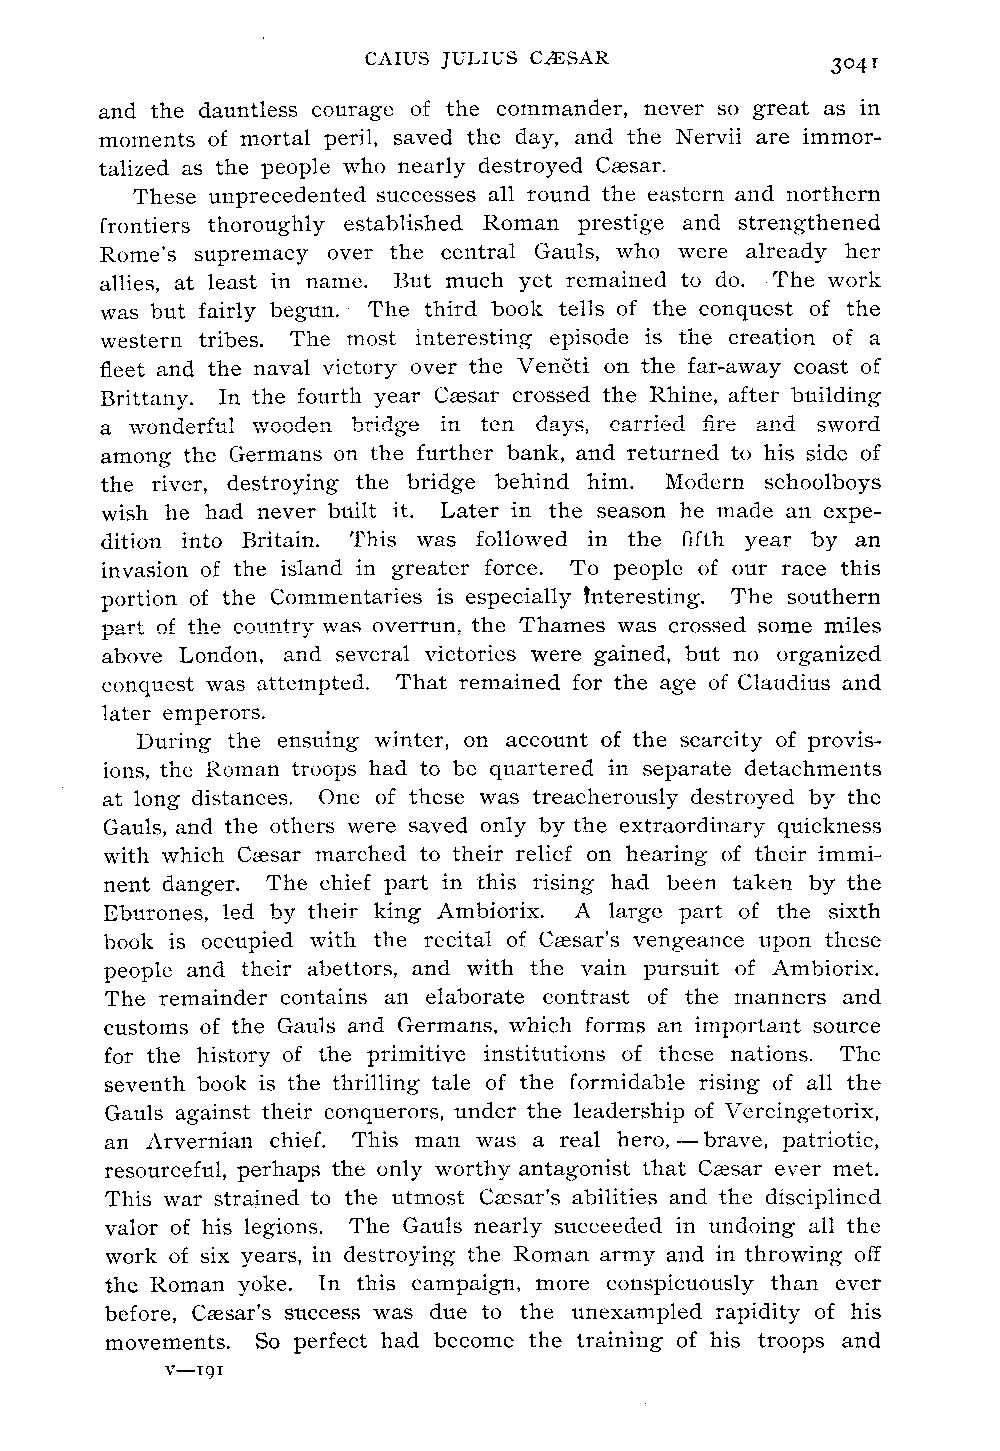 CAIUS JULIUS CÆSAR 3041
and the dauntless courage of the commander, never so great as in
moments of mortal peril, saved the day, and the Nervii are immor-
talized as the people who nearly destroyed Cæsar.
These unprecedented successes all round the eastern and northern
frontiers thoroughly established Roman prestige and strengthened
Rome's supremacy over the central Gauls, who were already her
allies, at least in name. But much yet remained to do. The work
was but fairly begun. The third book tells of the conquest of the
western tribes. The most interesting episode is the creation of a
fleet and the naval victory over the Venĕti on the far-away coast of
Brittany. In the fourth year Cæsar crossed the Rhine, after building
a wonderful wooden bridge in ten days, carried fire and sword
among the Germans on the further bank, and returned to his side of
the river, destroying the bridge behind him. Modern schoolboys
wish he had never built it. Later in the season he made an expe-
dition into Britain. This was followed in the fifth year by an
invasion of the island in greater force. To people of our race this
portion of the Commentaries is especially interesting. The southern
part of the country was overrun, the Thames was crossed some miles
above London, and several victories were gained, but no organized
conquest was attempted. That remained for the age of Claudius and
later emperors.
During the ensuing winter, on account of the scarcity of provis-
ions, the Roman troops had to be quartered in separate detachments
at long distances. One of these was treacherously destroyed by the
Gauls, and the others were saved only by the extraordinary quickness
with which Cæsar marched to their relief on hearing of their immi-
nent danger. The chief part in this rising had been taken by the
Eburones, led by their king Ambiorix. A large part of the sixth
book is occupied with the recital of Cæsar's vengeance upon these
people and their abettors, and with the vain pursuit of Ambiorix.
The remainder contains an elaborate contrast of the manners and
customs of the Gauls and Germans, which forms an important source
for the history of the primitive institutions of these nations. The
seventh book is the thrilling tale of the formidable rising of all the
Gauls against their conquerors, under the leadership of Vercingetorix,
an Arvernian chief. This man was a real hero,—brave, patriotic,
resourceful, perhaps the only worthy antagonist that Cæsar ever met.
This war strained to the utmost Cæsar's abilities and the disciplined
valor of his legions. The Gauls nearly succeeded in undoing all the
work of six years, in destroying the Roman army and in throwing off
the Roman yoke. In this campaign, more conspicuously than ever
before, Cæsar's success was due to the unexampled rapidity of his
movements. So perfect had become the training of his troops and
V—191